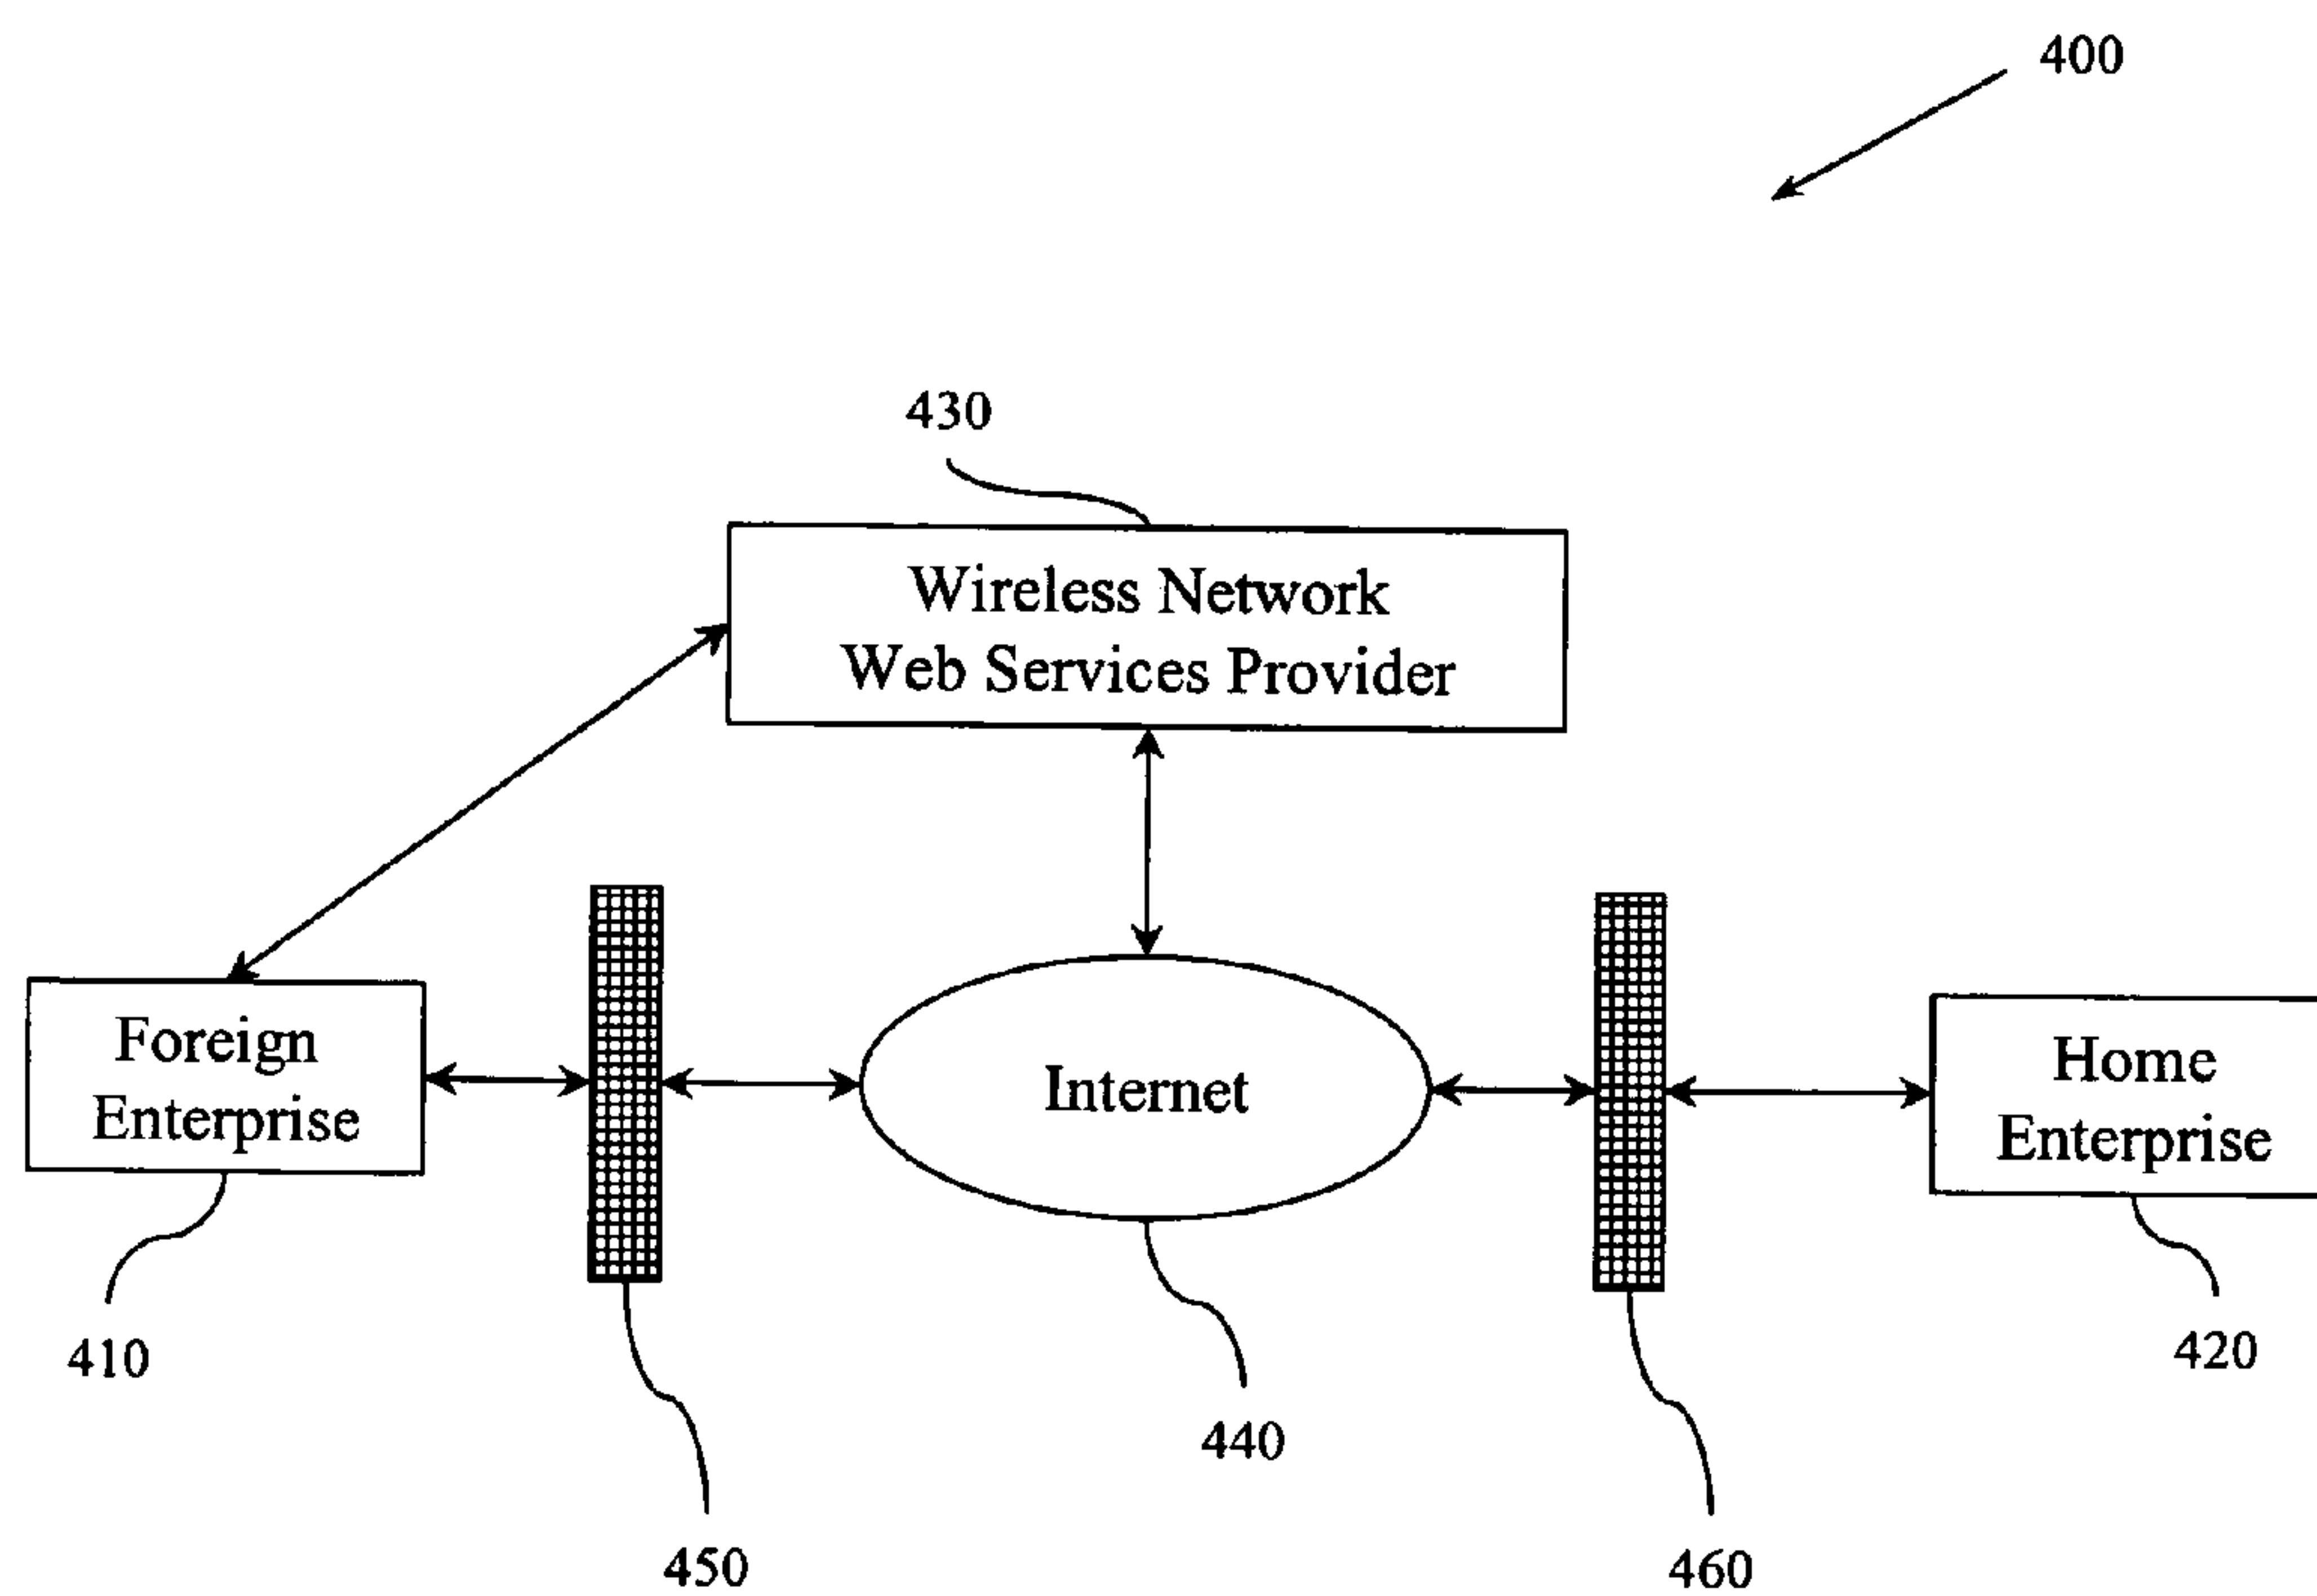 400
430
Wireless Network
Web Services Provider
Foreign
Enterprise
Internet
Home
Enterprise
410
420
440
450
460